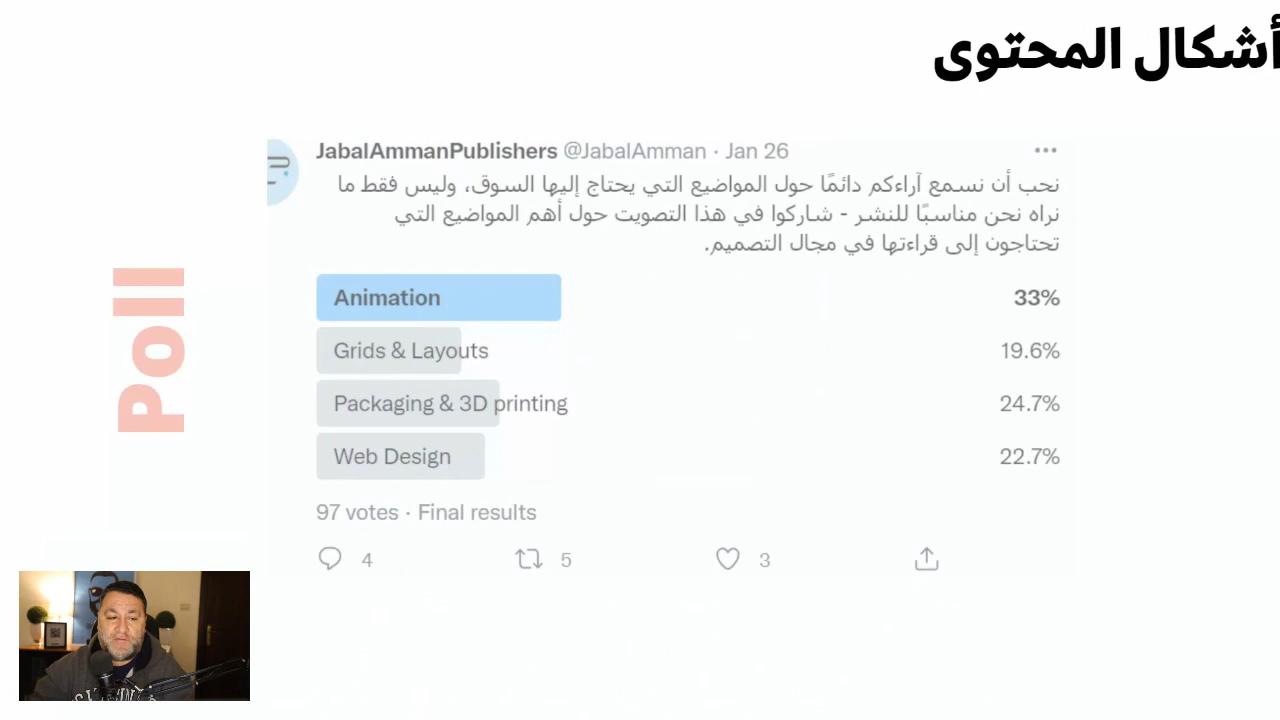 أشكال المحتوى
JabalAmmanPublishers @JabalAmman · Jan 26
نحب أن نسمع آراءكم دائمًا حول المواضيع التي يحتاج إليها السوق، وليس فقط ما
نراه نحن مناسبًا للنشر - شاركوا في هذا التصويت حول أهم المواضيع التي
تحتاجون إلى قراءتها في مجال التصميم.
Poll
Animation 33%
Grids & Layouts 19.6%
Packaging & 3D printing 24.7%
Web Design 22.7%
97 votes · Final results
4 5 3